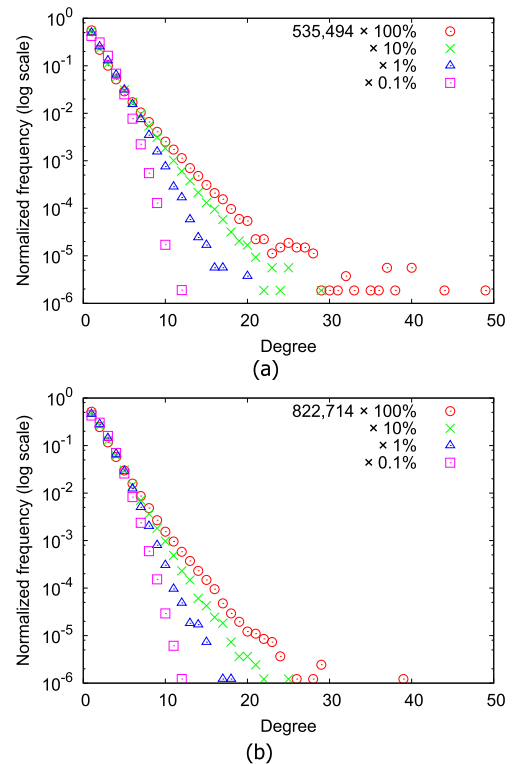 535,494 × 100%
× 10%
× 1%
× 0.1%
Normalized frequency (log scale)
10^0
10^-1
10^-2
10^-3
10^-4
10^-5
10^-6
0 10 20 30 40 50
Degree
(a)
822,714 × 100%
× 10%
× 1%
× 0.1%
Normalized frequency (log scale)
10^0
10^-1
10^-2
10^-3
10^-4
10^-5
10^-6
0 10 20 30 40 50
Degree
(b)